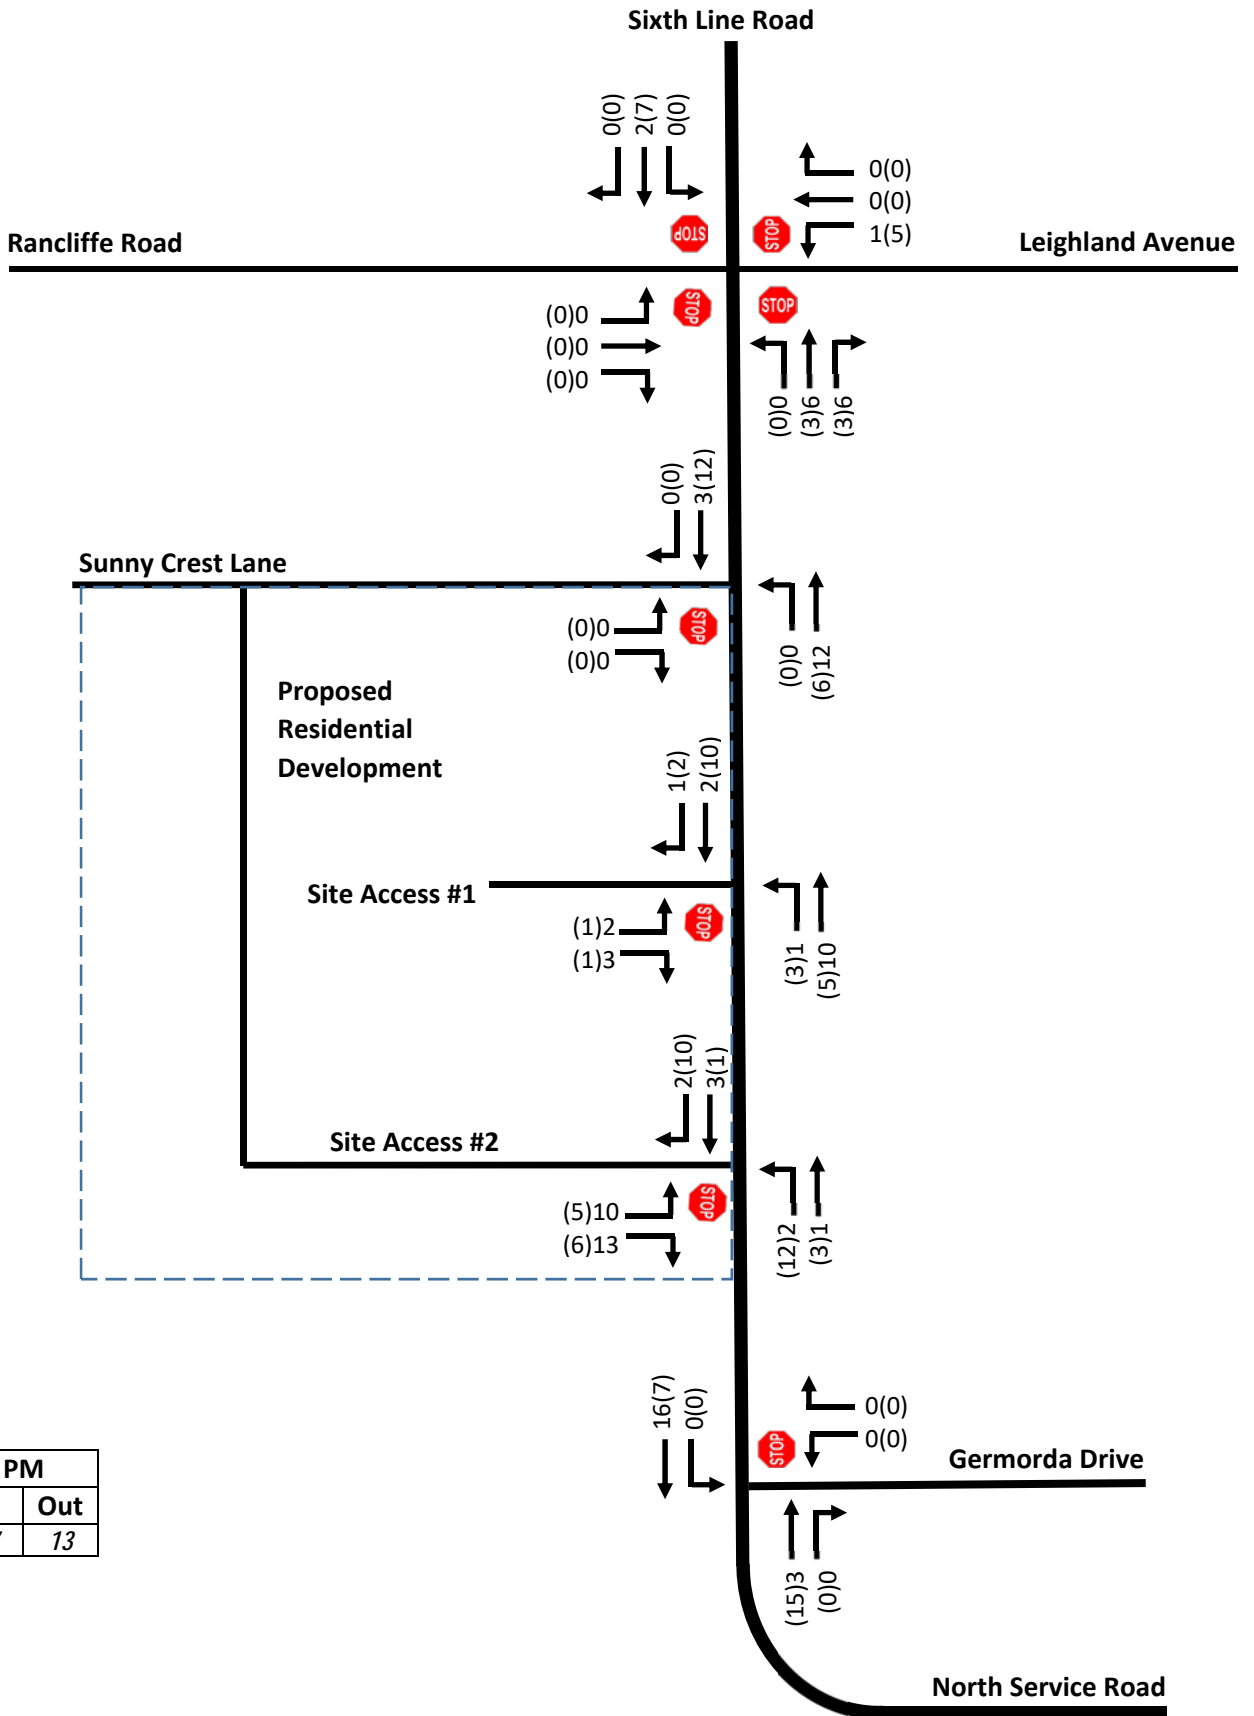 Sixth Line Road
0(0)
2(7)
0(0)
0(0)
0(0)
1(5)
STOP
STOP
Rancliffe Road
Leighland Avenue
STOP
STOP
(0)0
(0)0
(0)0
(0)0
(3)6
(3)6
0(0)
3(12)
Sunny Crest Lane
STOP
(0)0
(0)0
(0)0
(6)12
Proposed
Residential
Development
1(2)
2(10)
Site Access #1
STOP
(1)2
(1)3
(3)1
(5)10
2(10)
3(1)
Site Access #2
STOP
(5)10
(6)13
(12)2
(3)1
16(7)
0(0)
0(0)
0(0)
STOP
Germorda Drive
PM
Out
13
(15)3
(0)0
North Service Road